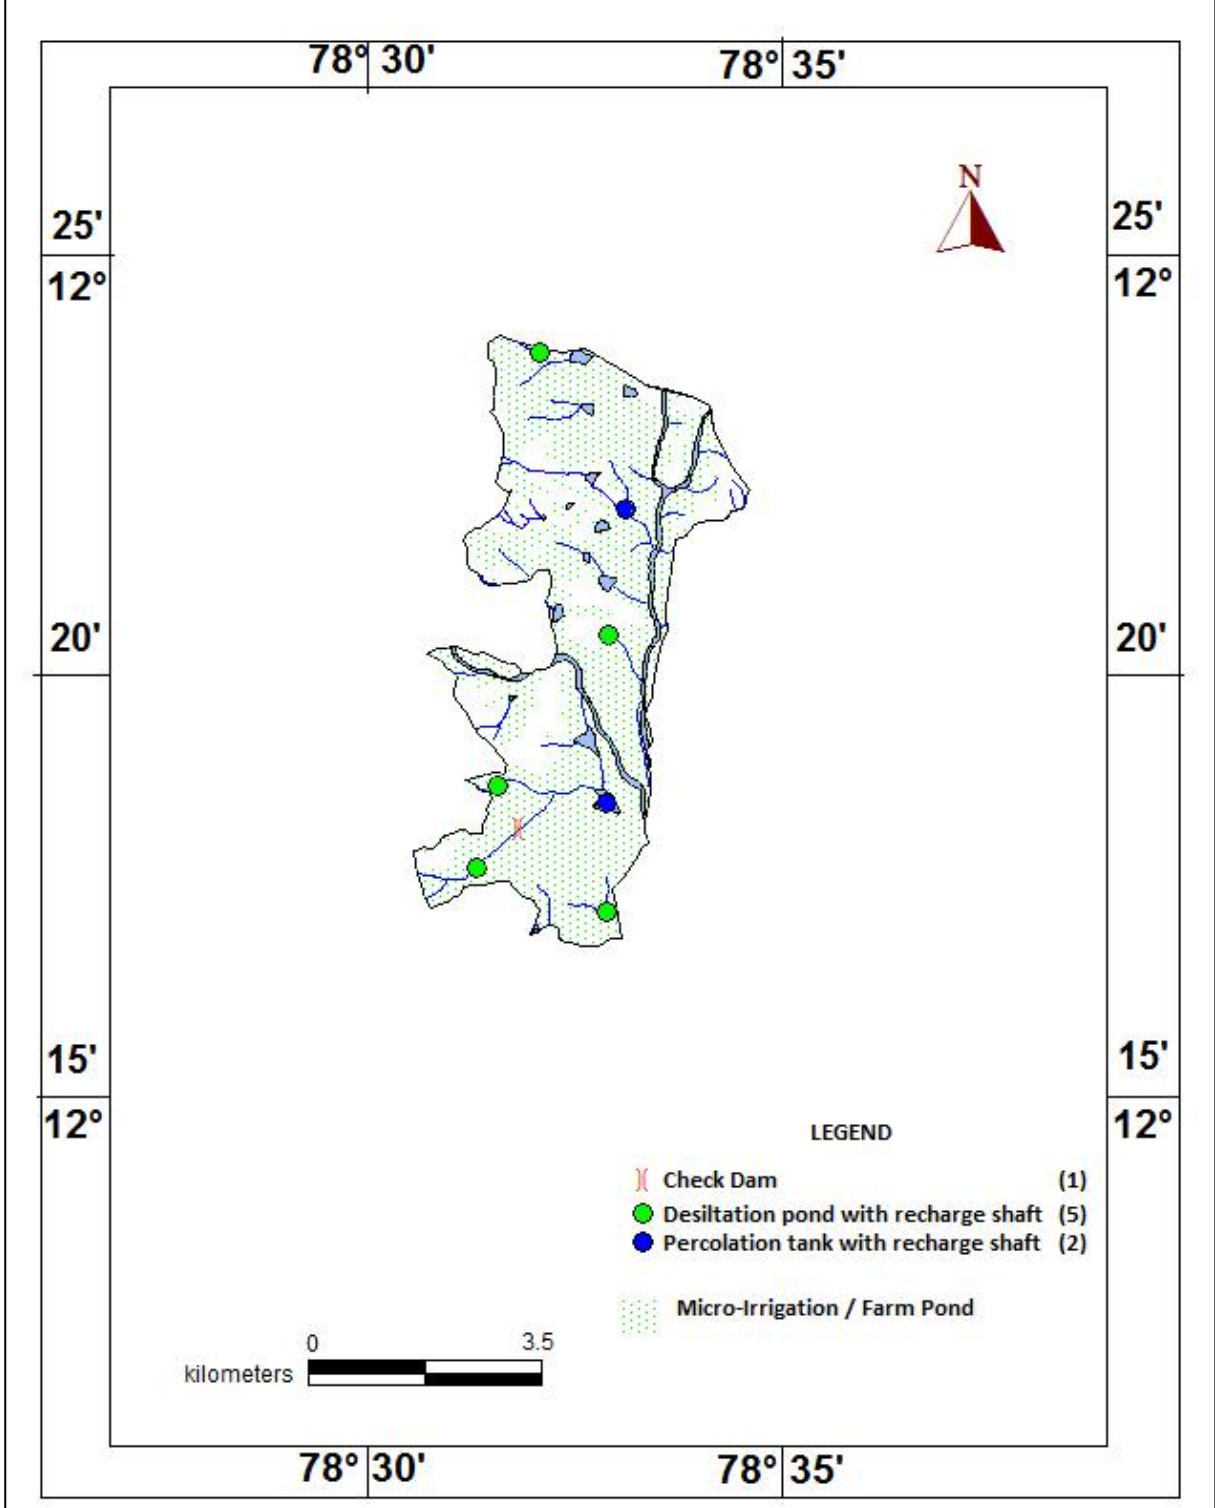 78° 30'
78° 35'
N
25'
25'
12°
12°
20'
20'
15'
15'
12°
12°
LEGEND
Check Dam (1)
Desiltation pond with recharge shaft (5)
Percolation tank with recharge shaft (2)
Micro-Irrigation / Farm Pond
0 3.5
kilometers
78° 30'
78° 35'